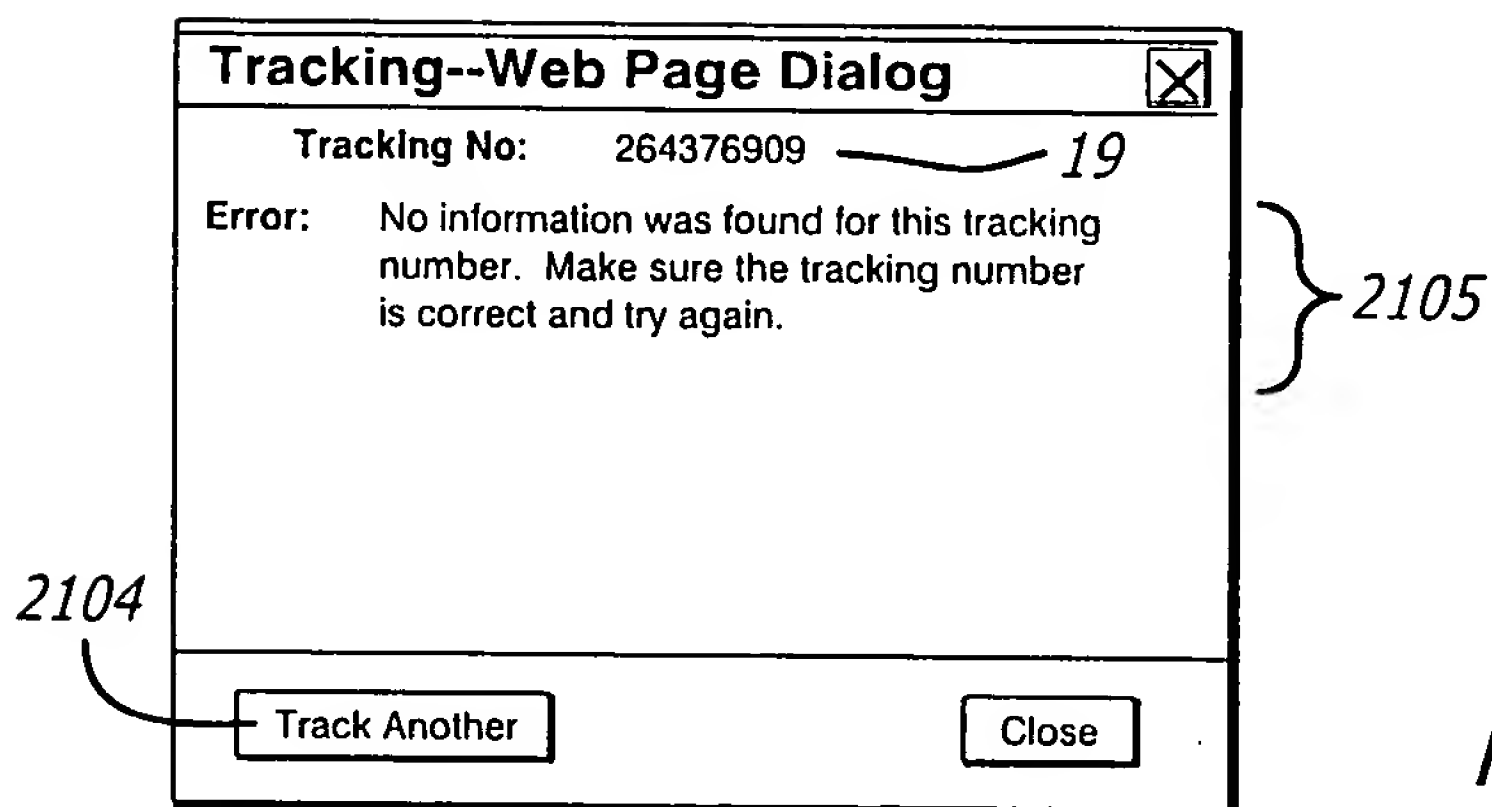 Tracking--Web Page Dialog
Tracking No: 264376909 19
Error: No information was found for this tracking
number. Make sure the tracking number
is correct and try again.
2105
2104
Track Another
Close